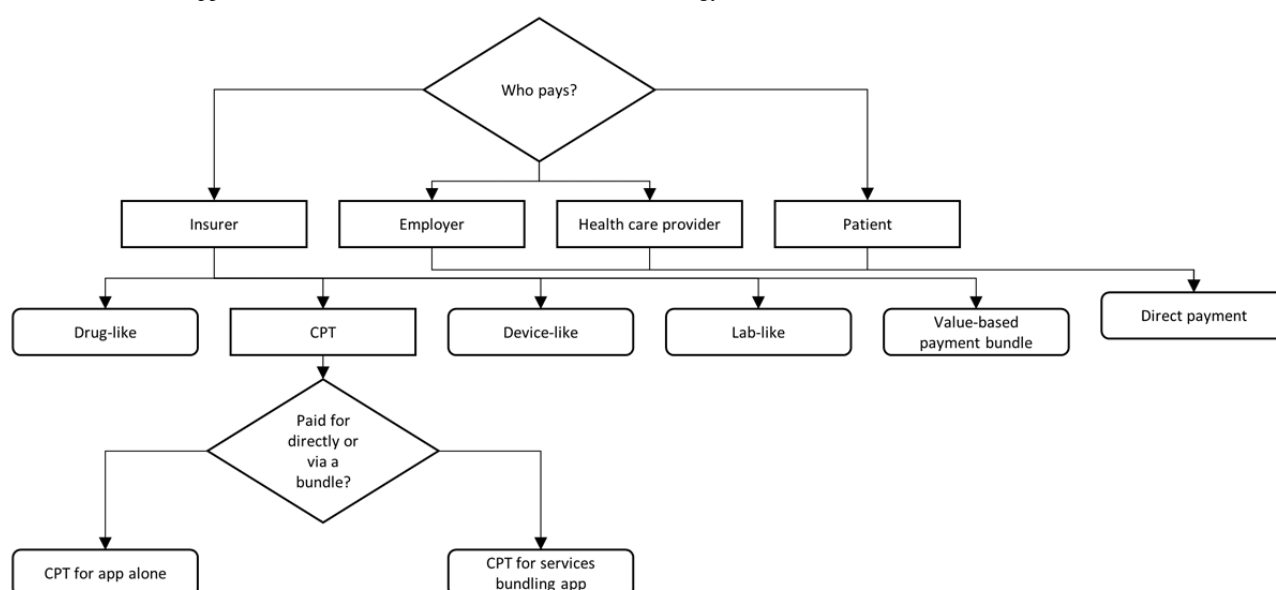 Who pays?
Insurer
Employer
Health care provider
Patient
Drug-like
CPT
Device-like
Lab-like
Value-based
payment bundle
Direct payment
Paid for
directly or
via a
bundle?
CPT for app alone
CPT for services
bundling app